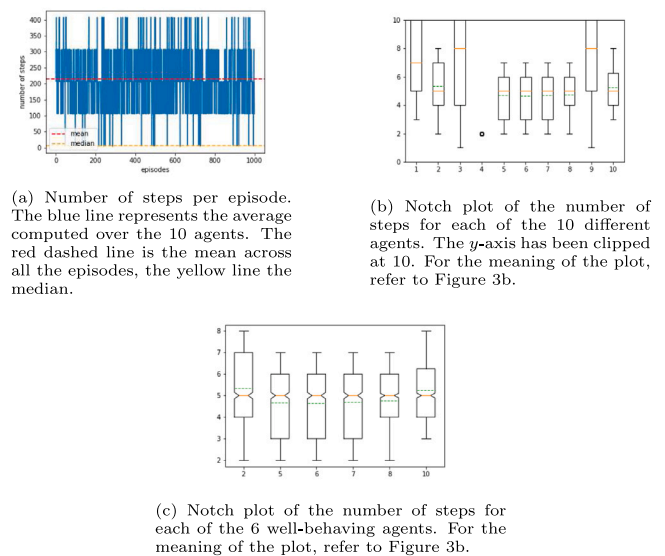 400
350
300
250
200
150
100
50
0
number of steps
mean
median
0 200 400 600 800 1000
episodes
(a) Number of steps per episode.
The blue line represents the average
computed over the 10 agents. The
red dashed line is the mean across
all the episodes, the yellow line the
median.
10
8
6
4
2
0
1 2 3 4 5 6 7 8 9 10
(b) Notch plot of the number of
steps for each of the 10 different
agents. The y-axis has been clipped
at 10. For the meaning of the plot,
refer to Figure 3b.
8
7
6
5
4
3
2
2 5 6 7 8 10
(c) Notch plot of the number of steps for
each of the 6 well-behaving agents. For the
meaning of the plot, refer to Figure 3b.